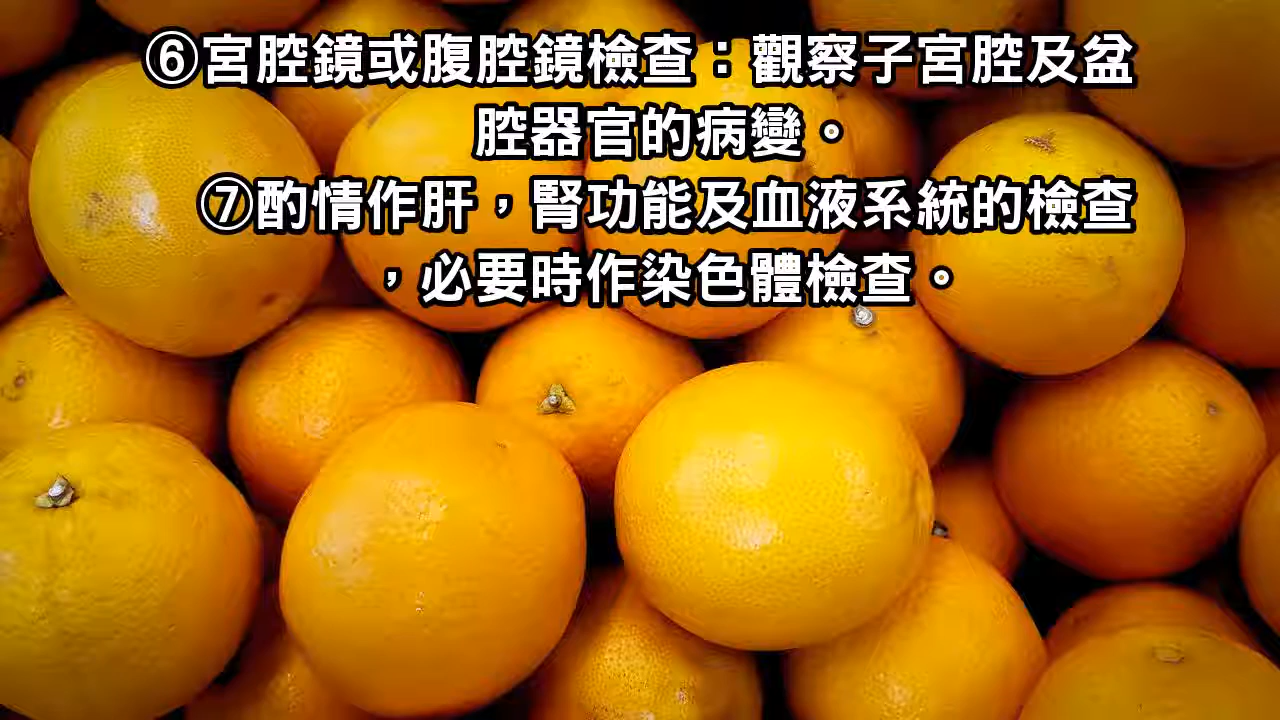 ⑥宮腔鏡或腹腔鏡檢查：觀察子宮腔及盆
腔器官的病變。
⑦酌情作肝，腎功能及血液系統的檢查
，必要時作染色體檢查。